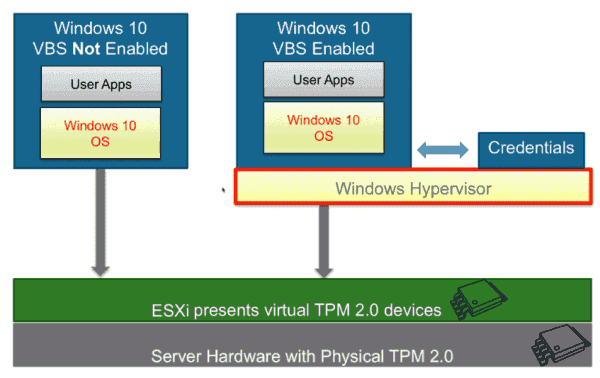 Windows 10
VBS Not Enabled
User Apps
Windows 10
OS
Windows 10
VBS Enabled
User Apps
Windows 10
OS
Credentials
Windows Hypervisor
ESXi presents virtual TPM 2.0 devices
Server Hardware with Physical TPM 2.0